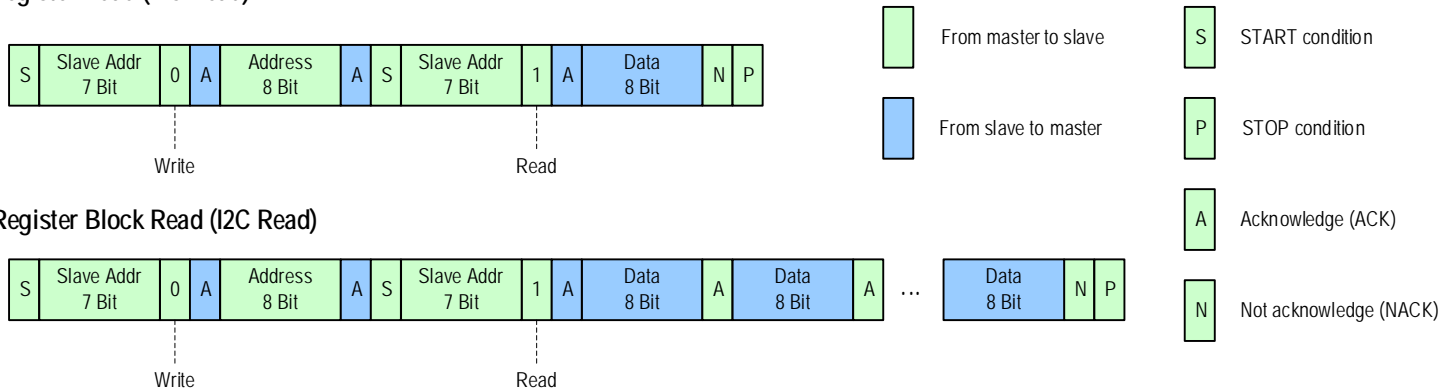 S Slave Addr 7 Bit 0 A Address 8 Bit A S Slave Addr 7 Bit 1 A Data 8 Bit N P
Write Read
Register Block Read (I2C Read)
S Slave Addr 7 Bit 0 A Address 8 Bit A S Slave Addr 7 Bit 1 A Data 8 Bit A Data 8 Bit A ... Data 8 Bit N P
Write Read
From master to slave
From slave to master
S START condition
P STOP condition
A Acknowledge (ACK)
N Not acknowledge (NACK)